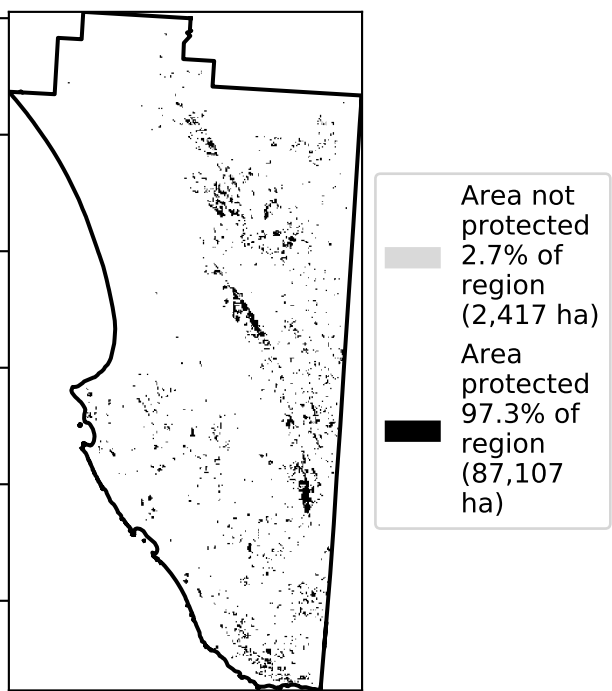 Area not
protected
2.7% of
region
(2,417 ha)
Area
protected
97.3% of
region
(87,107
ha)